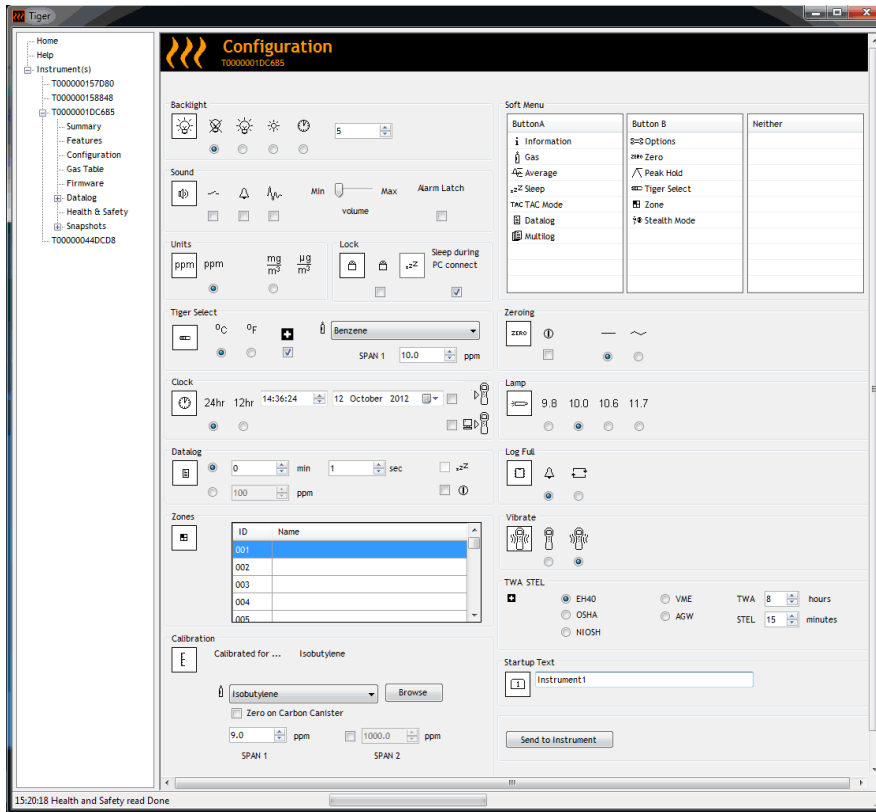 Tiger
Home
Help
Instrument(s)
T000000157D80
T000000158848
T0000001DC6B5
Summary
Features
Configuration
Gas Table
Firmware
Datalog
Health & Safety
Snapshots
T00000044DCD8
Configuration
T0000001DC6B5
Backlight
5
Sound
Min Max Alarm Latch
volume
Units
ppm ppm mg/m³ µg/m³
Lock
zzZ Sleep during
PC connect
Tiger Select
ºC ºF Benzene
SPAN 1 10.0 ppm
Clock
24hr 12hr 14:36:24 12 October 2012
Datalog
0 min 1 sec zzZ
100 ppm
Zones
ID Name
001
002
003
004
005
Calibration
Calibrated for ... Isobutylene
Isobutylene Browse
Zero on Carbon Canister
9.0 ppm 1000.0 ppm
SPAN 1 SPAN 2
Soft Menu
ButtonA Button B Neither
i Information Options
Gas ZERO Zero
Average Peak Hold
zzZ Sleep Tiger Select
TAC TAC Mode Zone
Datalog Stealth Mode
Multilog
Zeroing
ZERO
Lamp
9.8 10.0 10.6 11.7
Log Full
Vibrate
TWA STEL
EH40 VME TWA 8 hours
OSHA AGW STEL 15 minutes
NIOSH
Startup Text
1 Instrument1
Send to Instrument
15:20:18 Health and Safety read Done